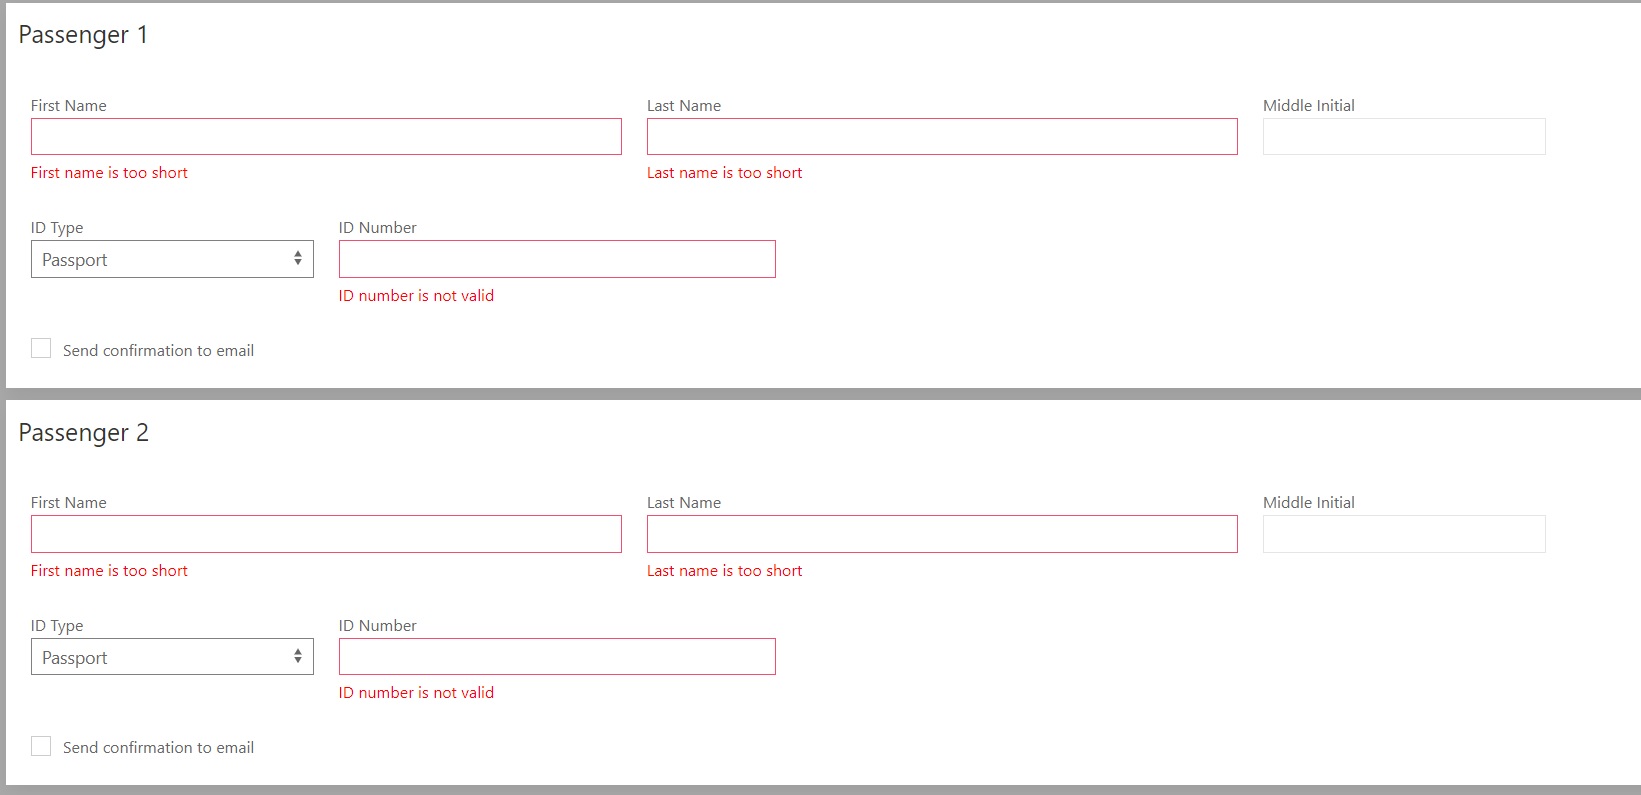 Passenger 1
First Name Last Name Middle Initial
First name is too short Last name is too short
ID Type ID Number
Passport
ID number is not valid
Send confirmation to email
Passenger 2
First Name Last Name Middle Initial
First name is too short Last name is too short
ID Type ID Number
Passport
ID number is not valid
Send confirmation to email